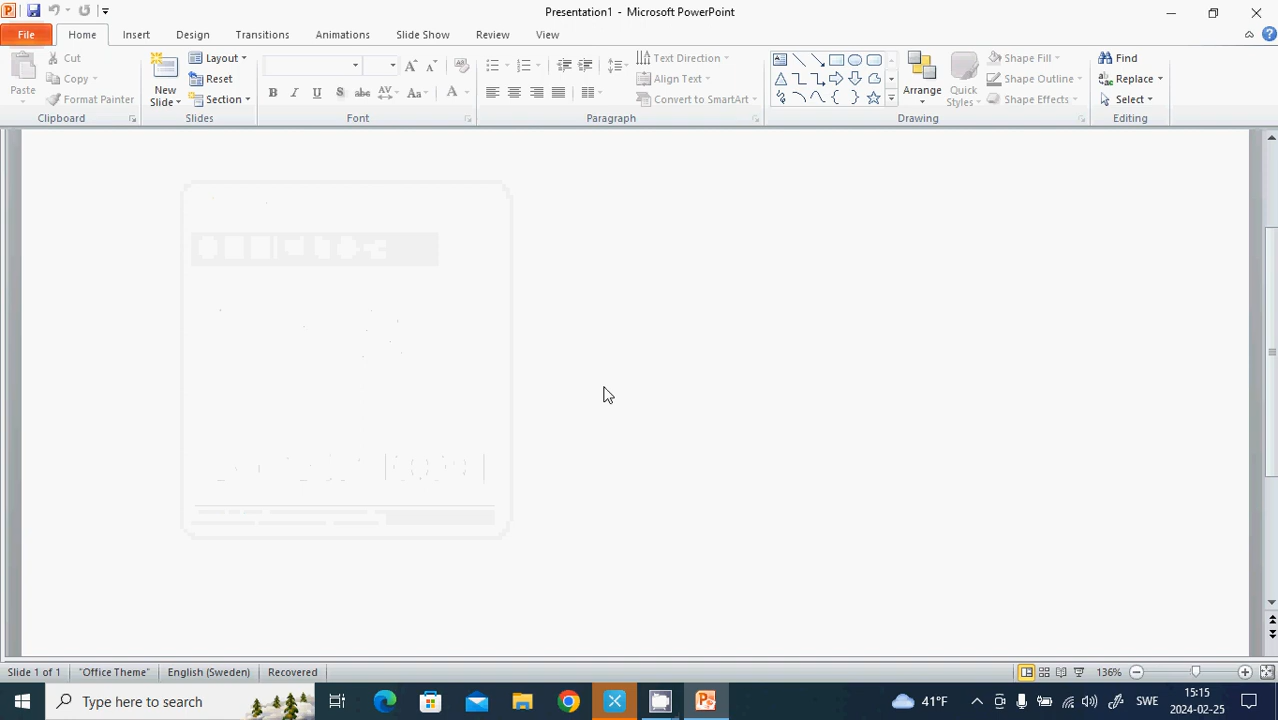 Presentation1 - Microsoft PowerPoint
File Home Insert Design Transitions Animations Slide Show Review View
Paste
Cut
Copy
Format Painter
Clipboard
New
Slide
Layout
Reset
Section
Slides
B I U S abc AV Aa A
Font
Text Direction
Align Text
Convert to SmartArt
Paragraph
Arrange
Quick
Styles
Shape Fill
Shape Outline
Shape Effects
Drawing
Find
Replace
Select
Editing
Slide 1 of 1 "Office Theme" English (Sweden) Recovered 136%
Type here to search 41°F SWE 15:15
2024-02-25